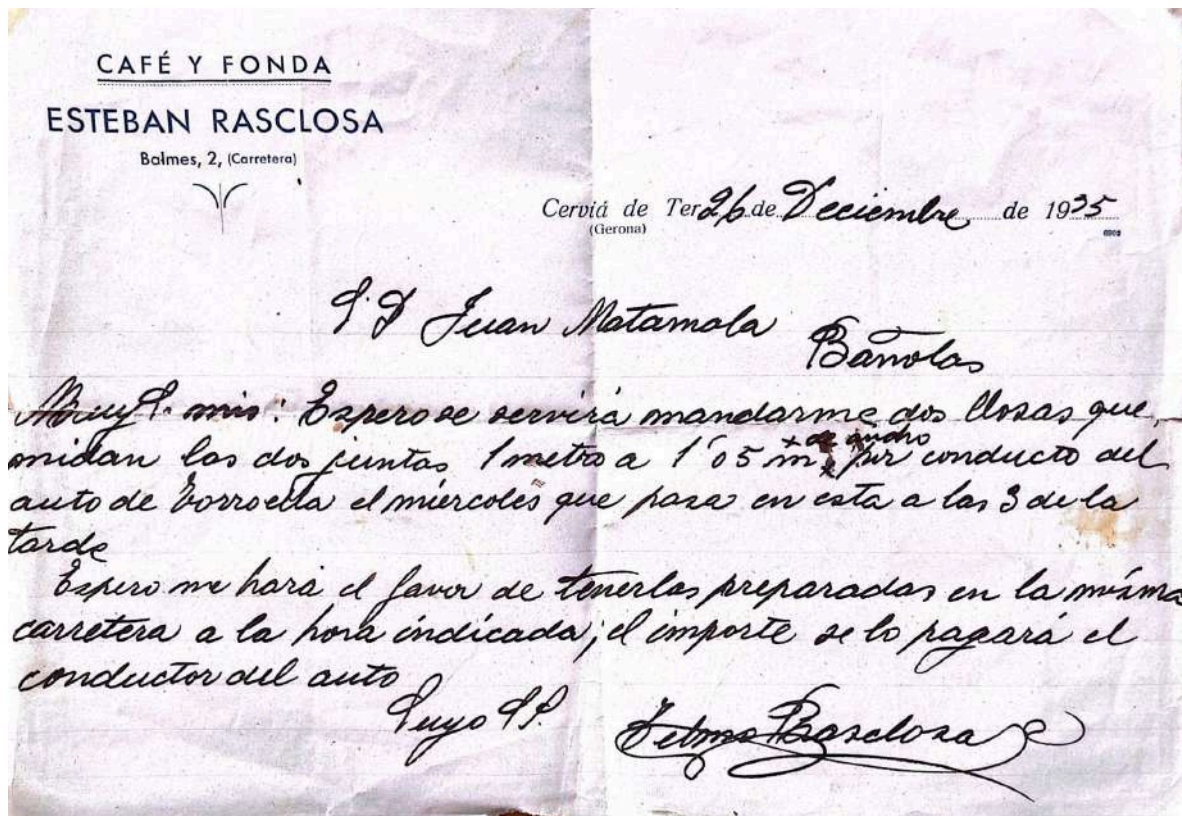 CAFÉ Y FONDA
ESTEBAN RASCLOSA
Balmes, 2, (Carretera)
Cerviá de Ter 26 de Deciembre de 1935
(Gerona)
S. D Juan Matamala
Bañolas
Muy S. mio: Espero se servirá mandarme dos llosas que
x de ancho
midan las dos juntas 1 metro a 1'05 m x por conducto del
auto de Torroella el miercoles que pasa en esta a las 3 de la
tarde
Espero me hará el favor de tenerlas preparadas en la misma
carretera a la hora indicada; el importe se lo pagará el
conductor del auto
Suyo SS.
Rasclosa